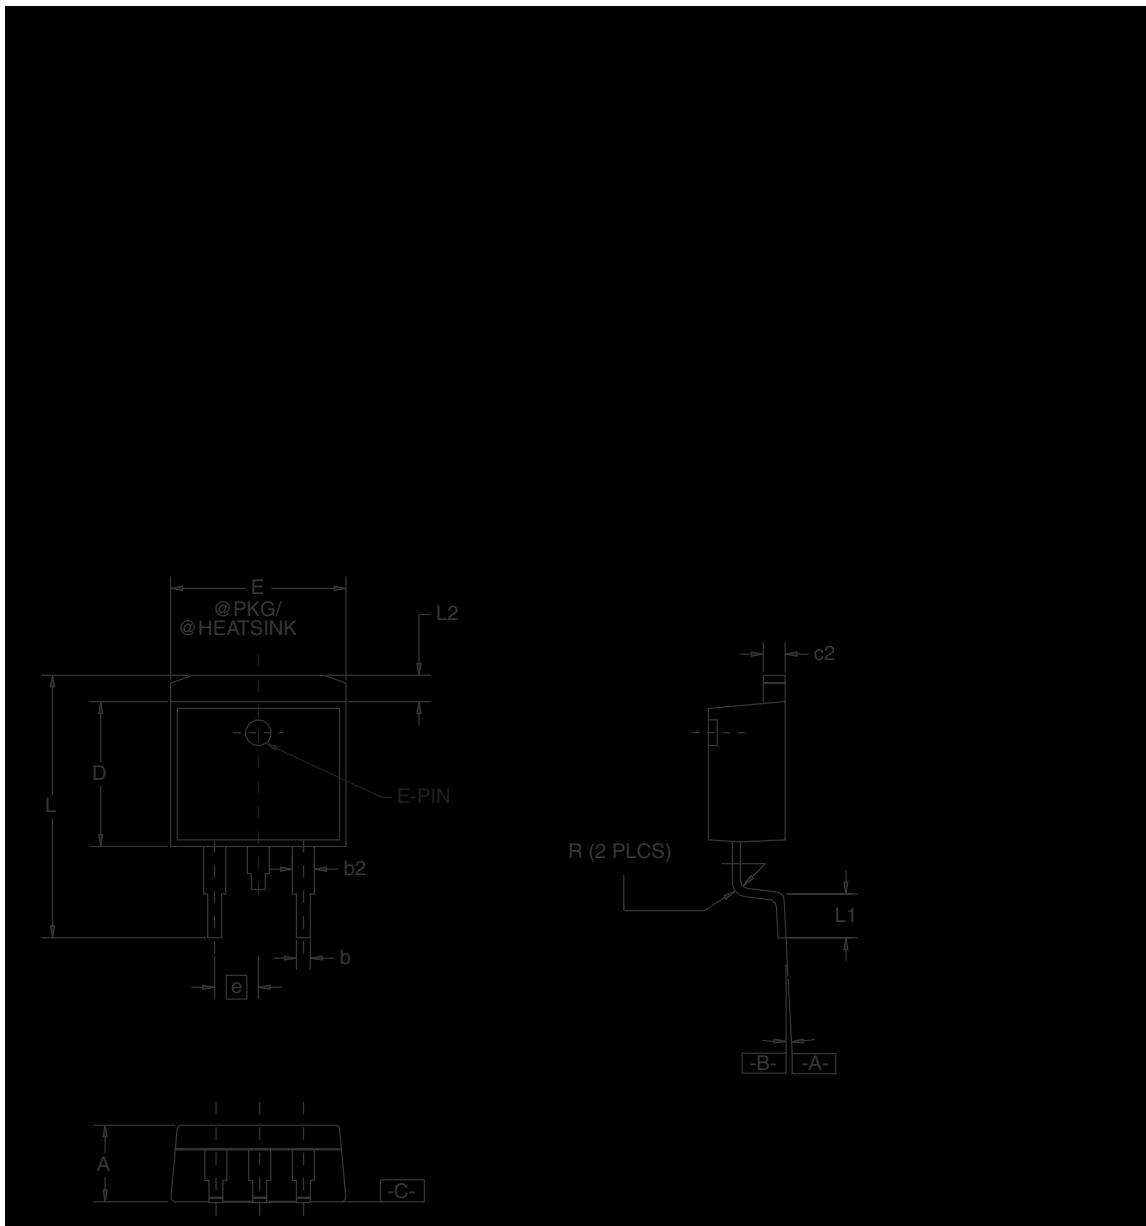 E
@PKG/
@HEATSINK
L2
c2
D
L
E-PIN
b2
R (2 PLCS)
L1
b
e
-B-
-A-
A
-C-